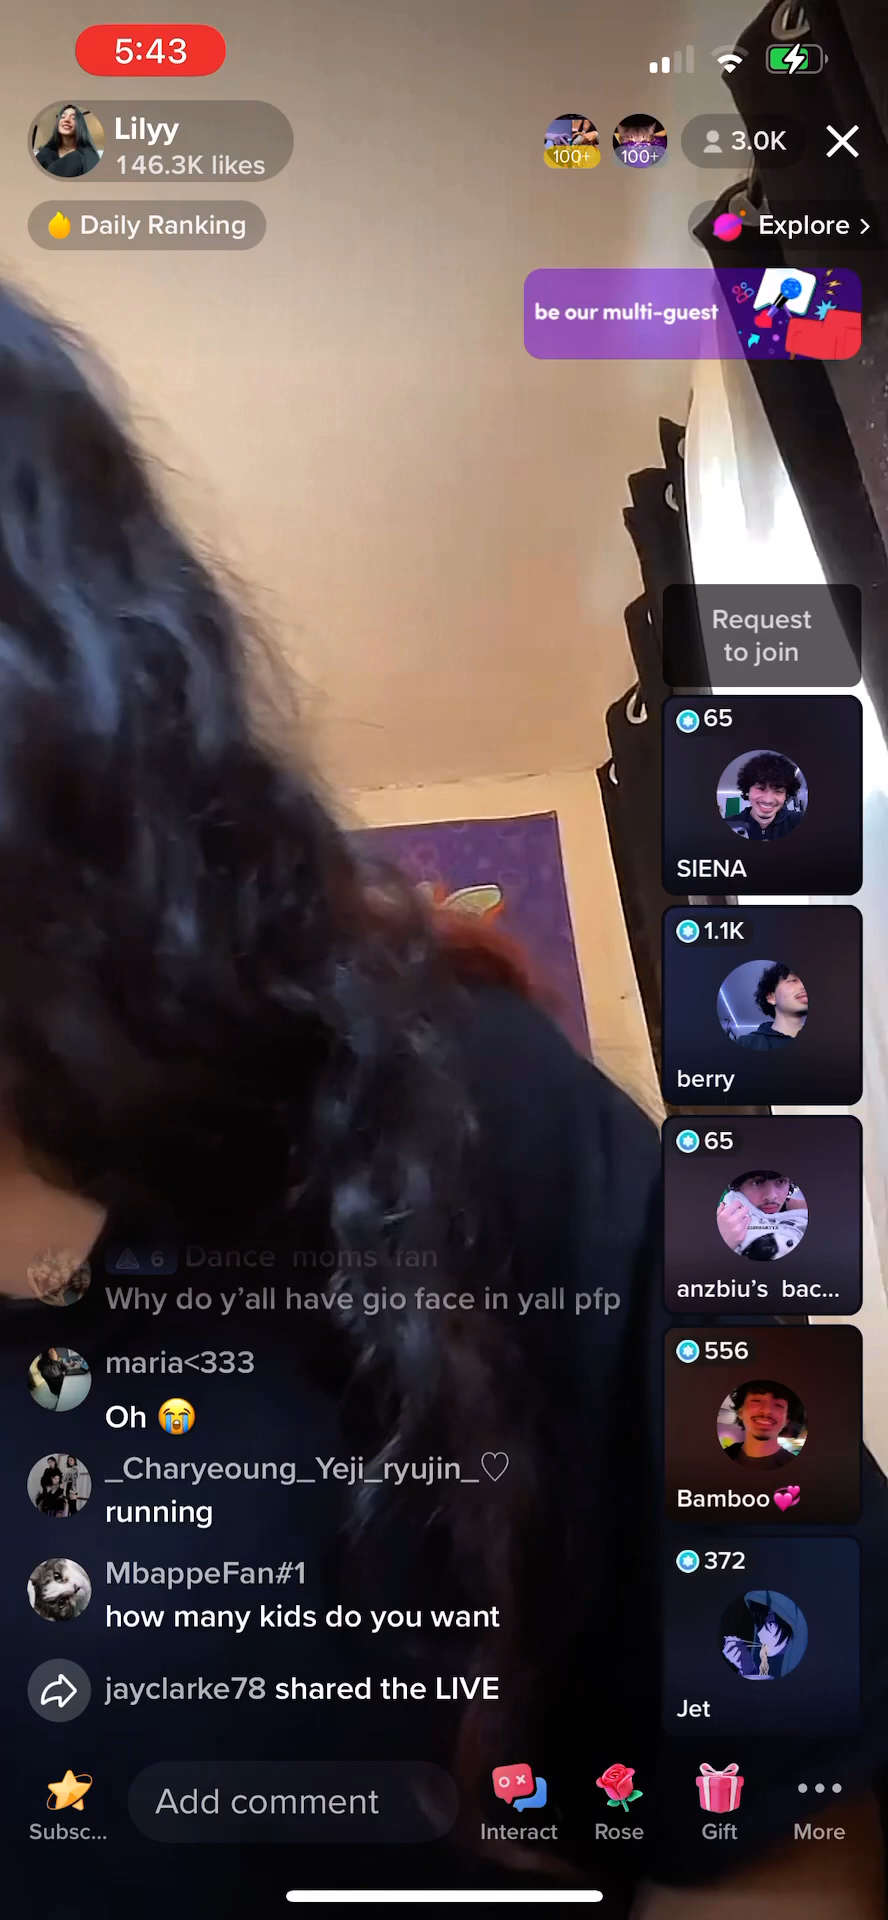 5:43
Lilyy
146.3K likes
100+
100+
3.0K
Daily Ranking
Explore >
be our multi-guest
Request
to join
65
SIENA
1.1K
berry
65
anzbiu's bac...
556
Bamboo💞
372
Jet
6 Dance moms fan
Why do y'all have gio face in yall pfp
maria<333
Oh 😭
_Charyeoung_Yeji_ryujin_♡
running
MbappeFan#1
how many kids do you want
jayclarke78 shared the LIVE
Add comment
Subsc...
Interact
Rose
Gift
More